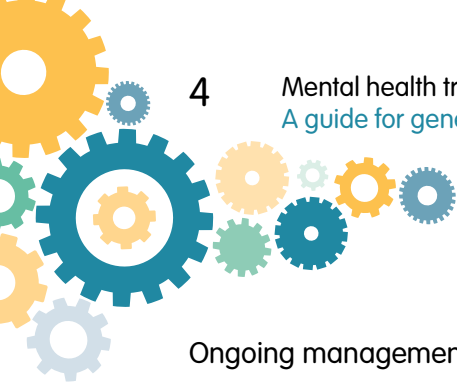 4
Mental health tr
A guide for gene
Ongoing managemen